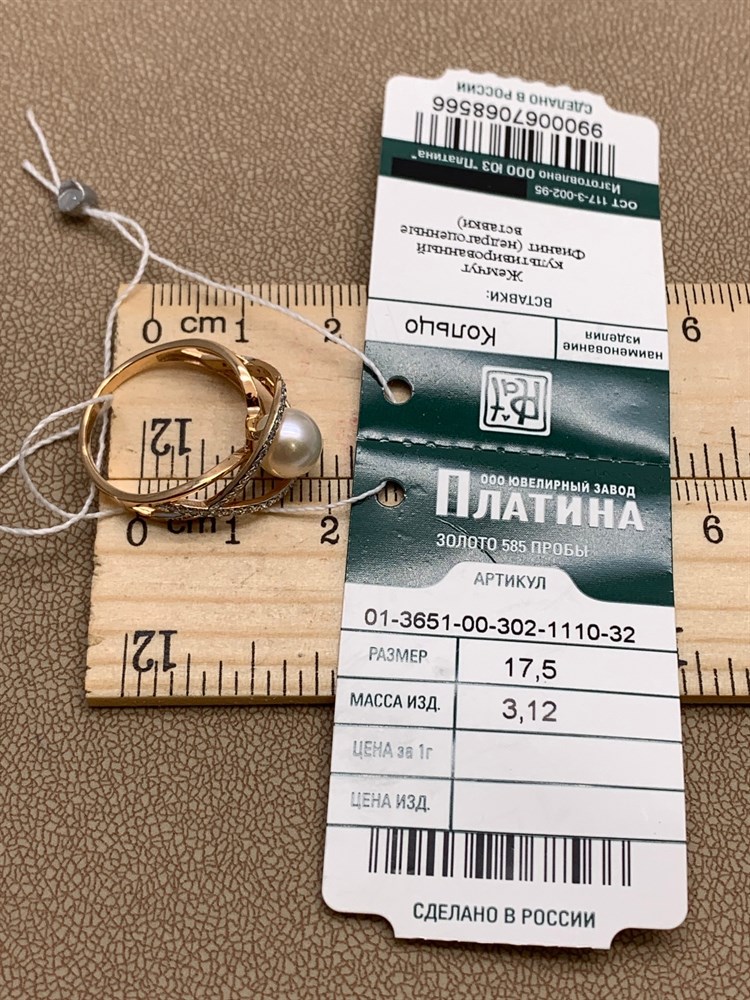 СДЕЛАНО В РОССИИ
9900067068566
Изготовлено ООО ЮЗ "Платина"
ОСТ 117-3-002-95
Жемчуг
культивированный
Фианит (недрагоценные
вставки)
ВСТАВКИ:
наименование
изделия
Кольцо
ООО ЮВЕЛИРНЫЙ ЗАВОД
ПЛАТИНА
ЗОЛОТО 585 ПРОБЫ
АРТИКУЛ
01-3651-00-302-1110-32
РАЗМЕР 17,5
МАССА ИЗД. 3,12
ЦЕНА за 1г
ЦЕНА ИЗД.
СДЕЛАНО В РОССИИ
0 cm 1 2 6
12
0 cm 1 2 6
12